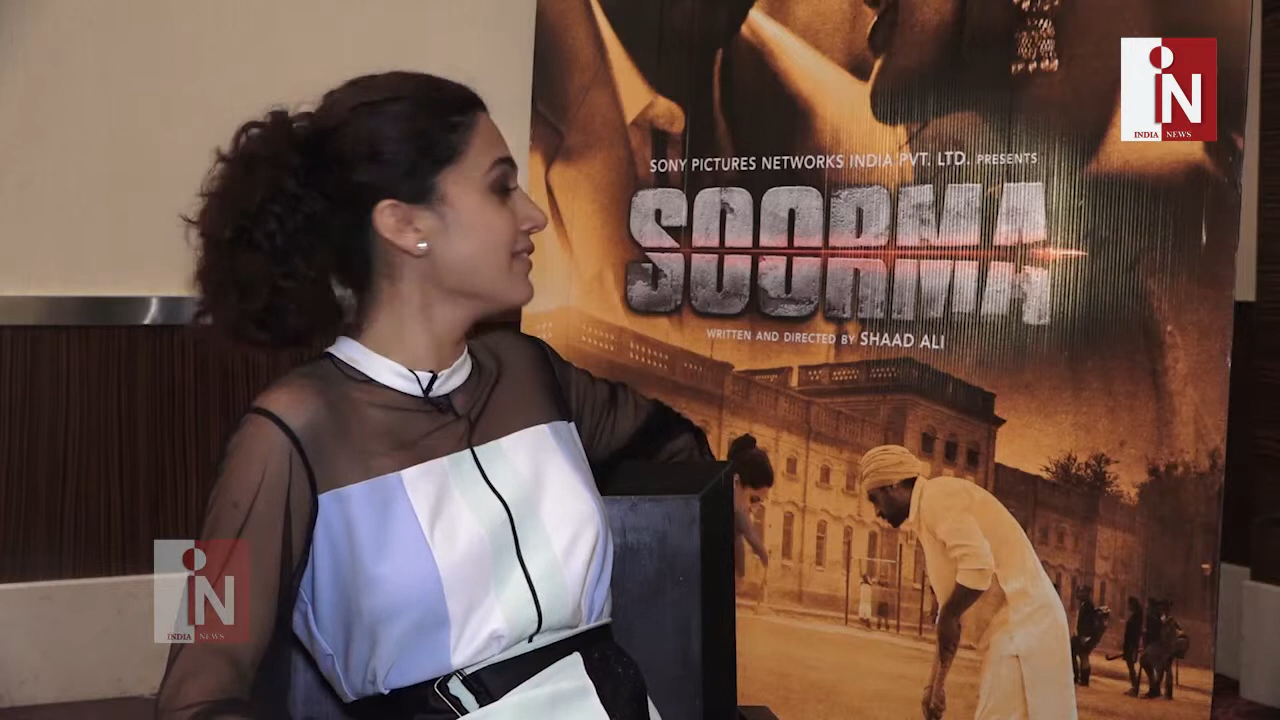 iN
INDIA NEWS
SONY PICTURES NETWORKS INDIA PVT. LTD. PRESENTS
SOORMA
WRITTEN AND DIRECTED BY SHAAD ALI
iN
INDIA NEWS